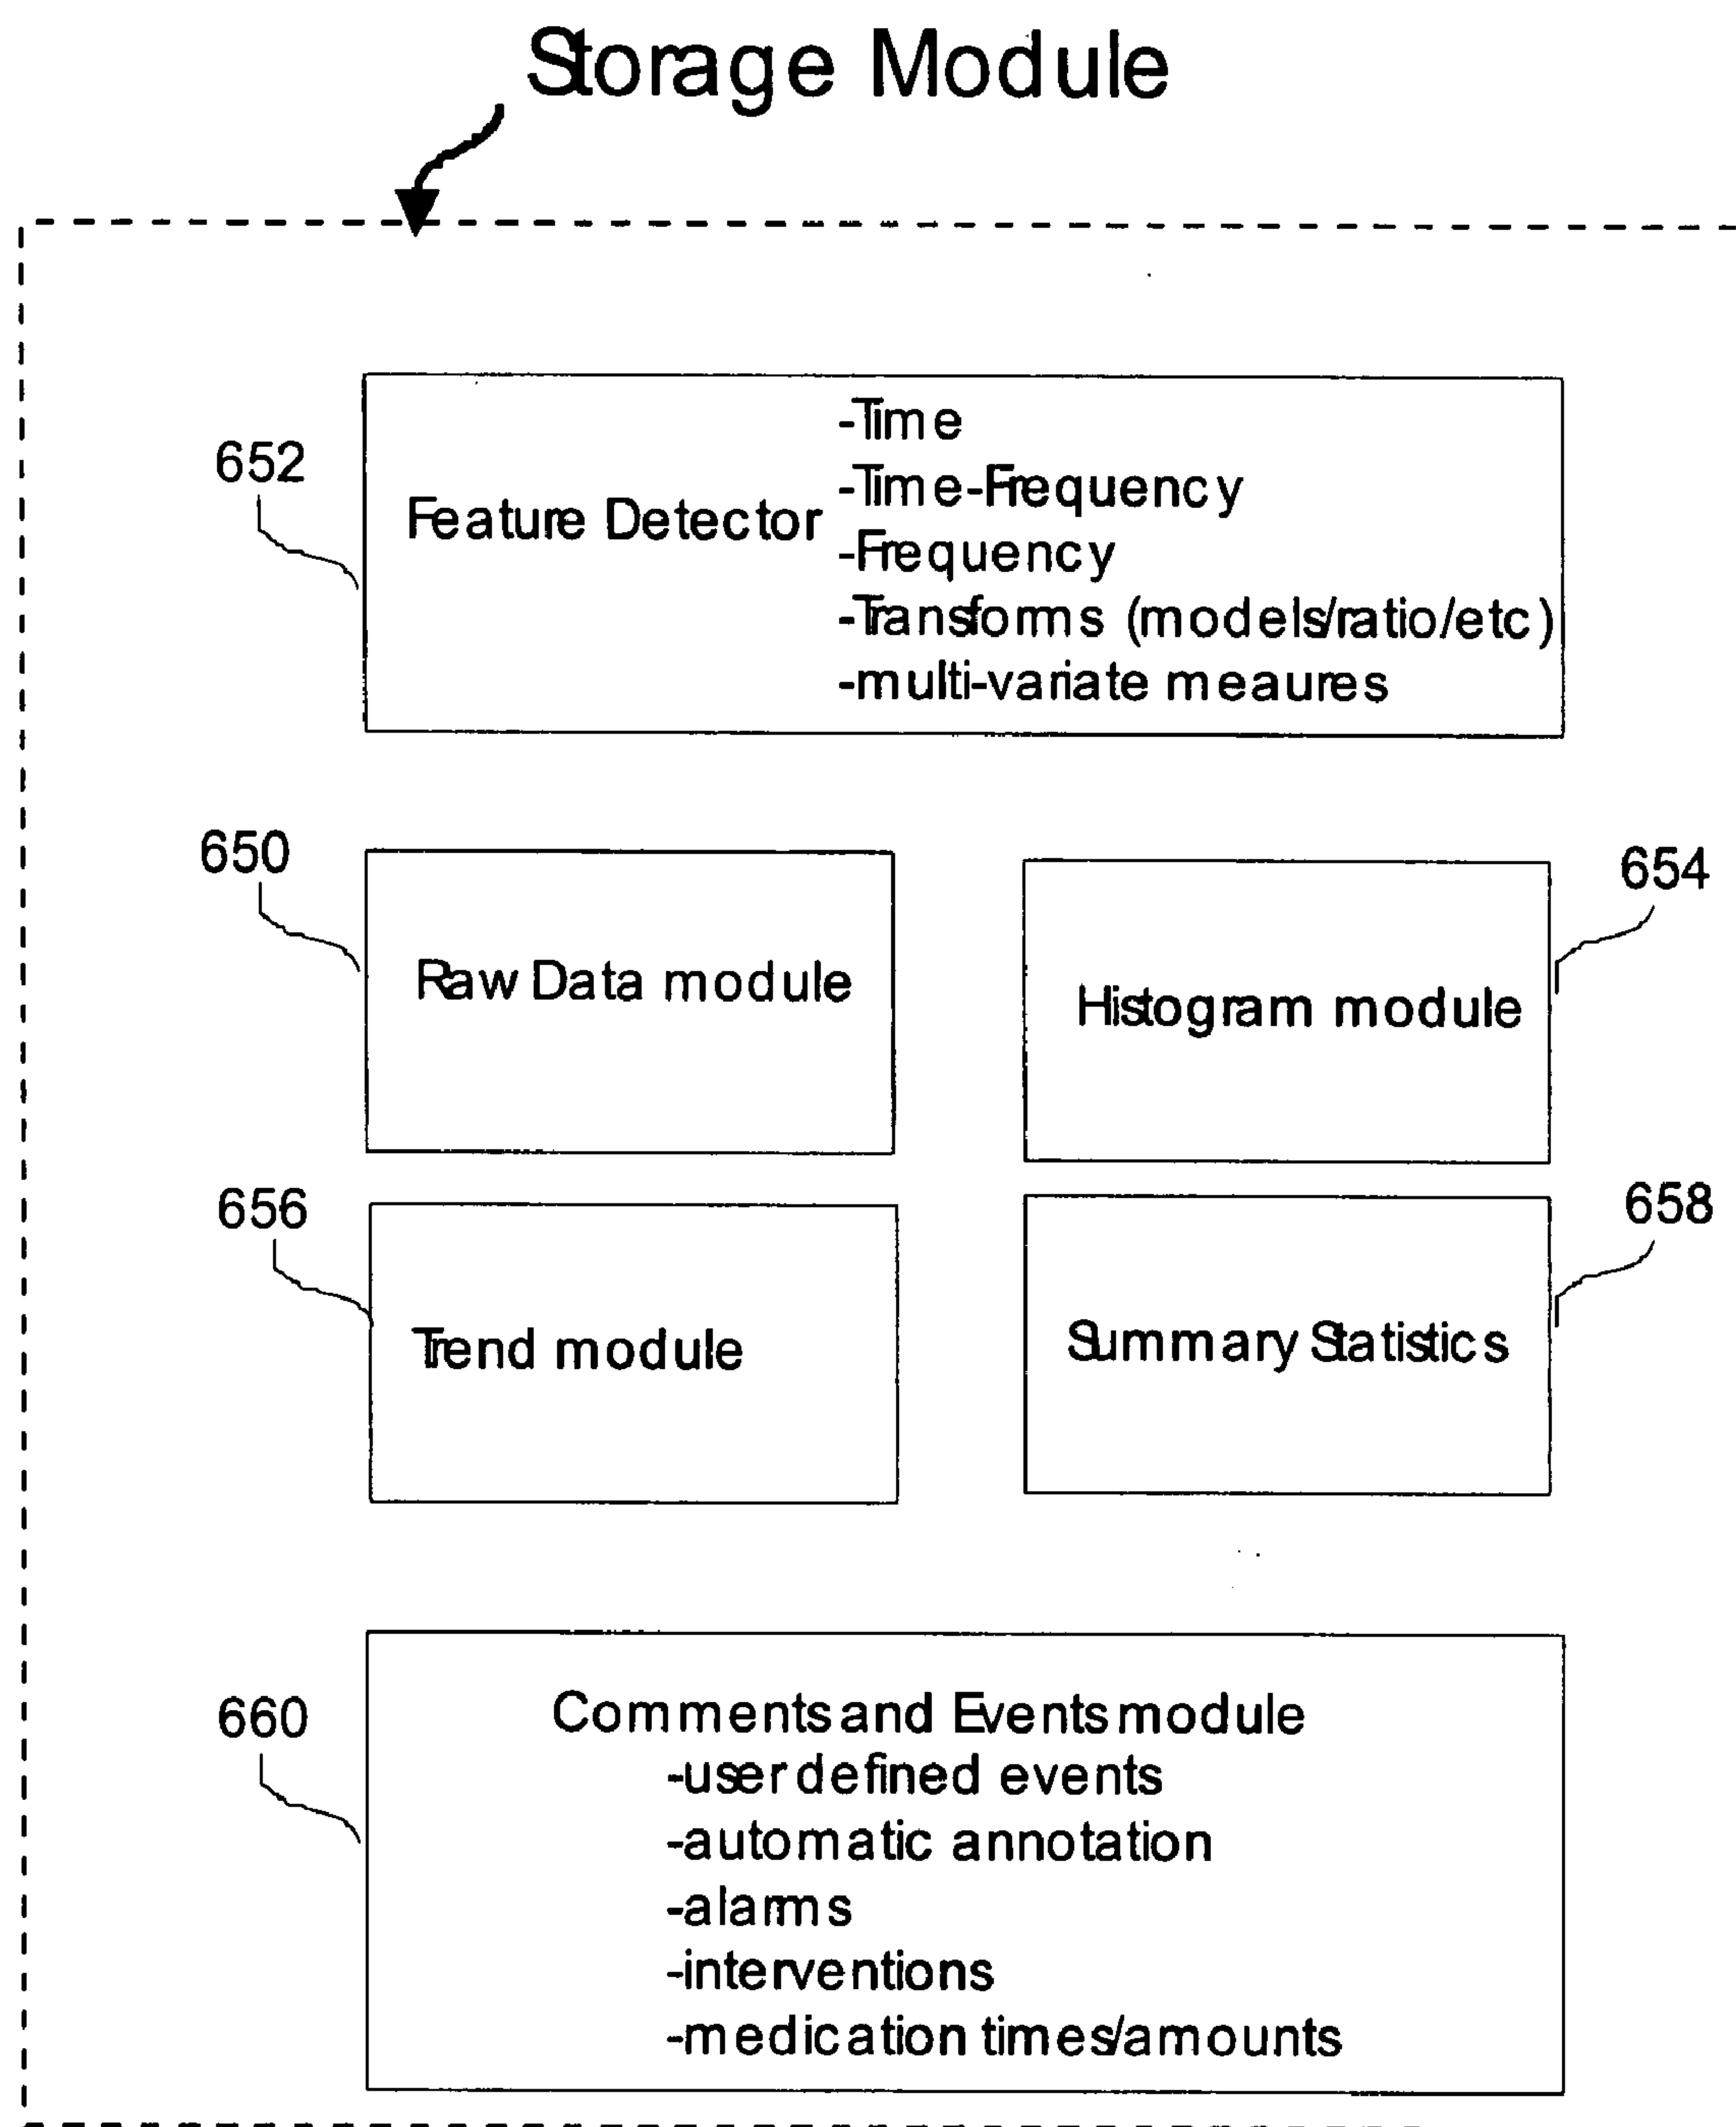 Storage Module
652
Feature Detector
-Time
-Time-Frequency
-Frequency
-Transforms (models/ratio/etc)
-multi-variate meaures
650
Raw Data module
654
Histogram module
656
Trend module
658
Summary Statistics
660
Comments and Events module
-user defined events
-automatic annotation
-alarms
-interventions
-medication times/amounts